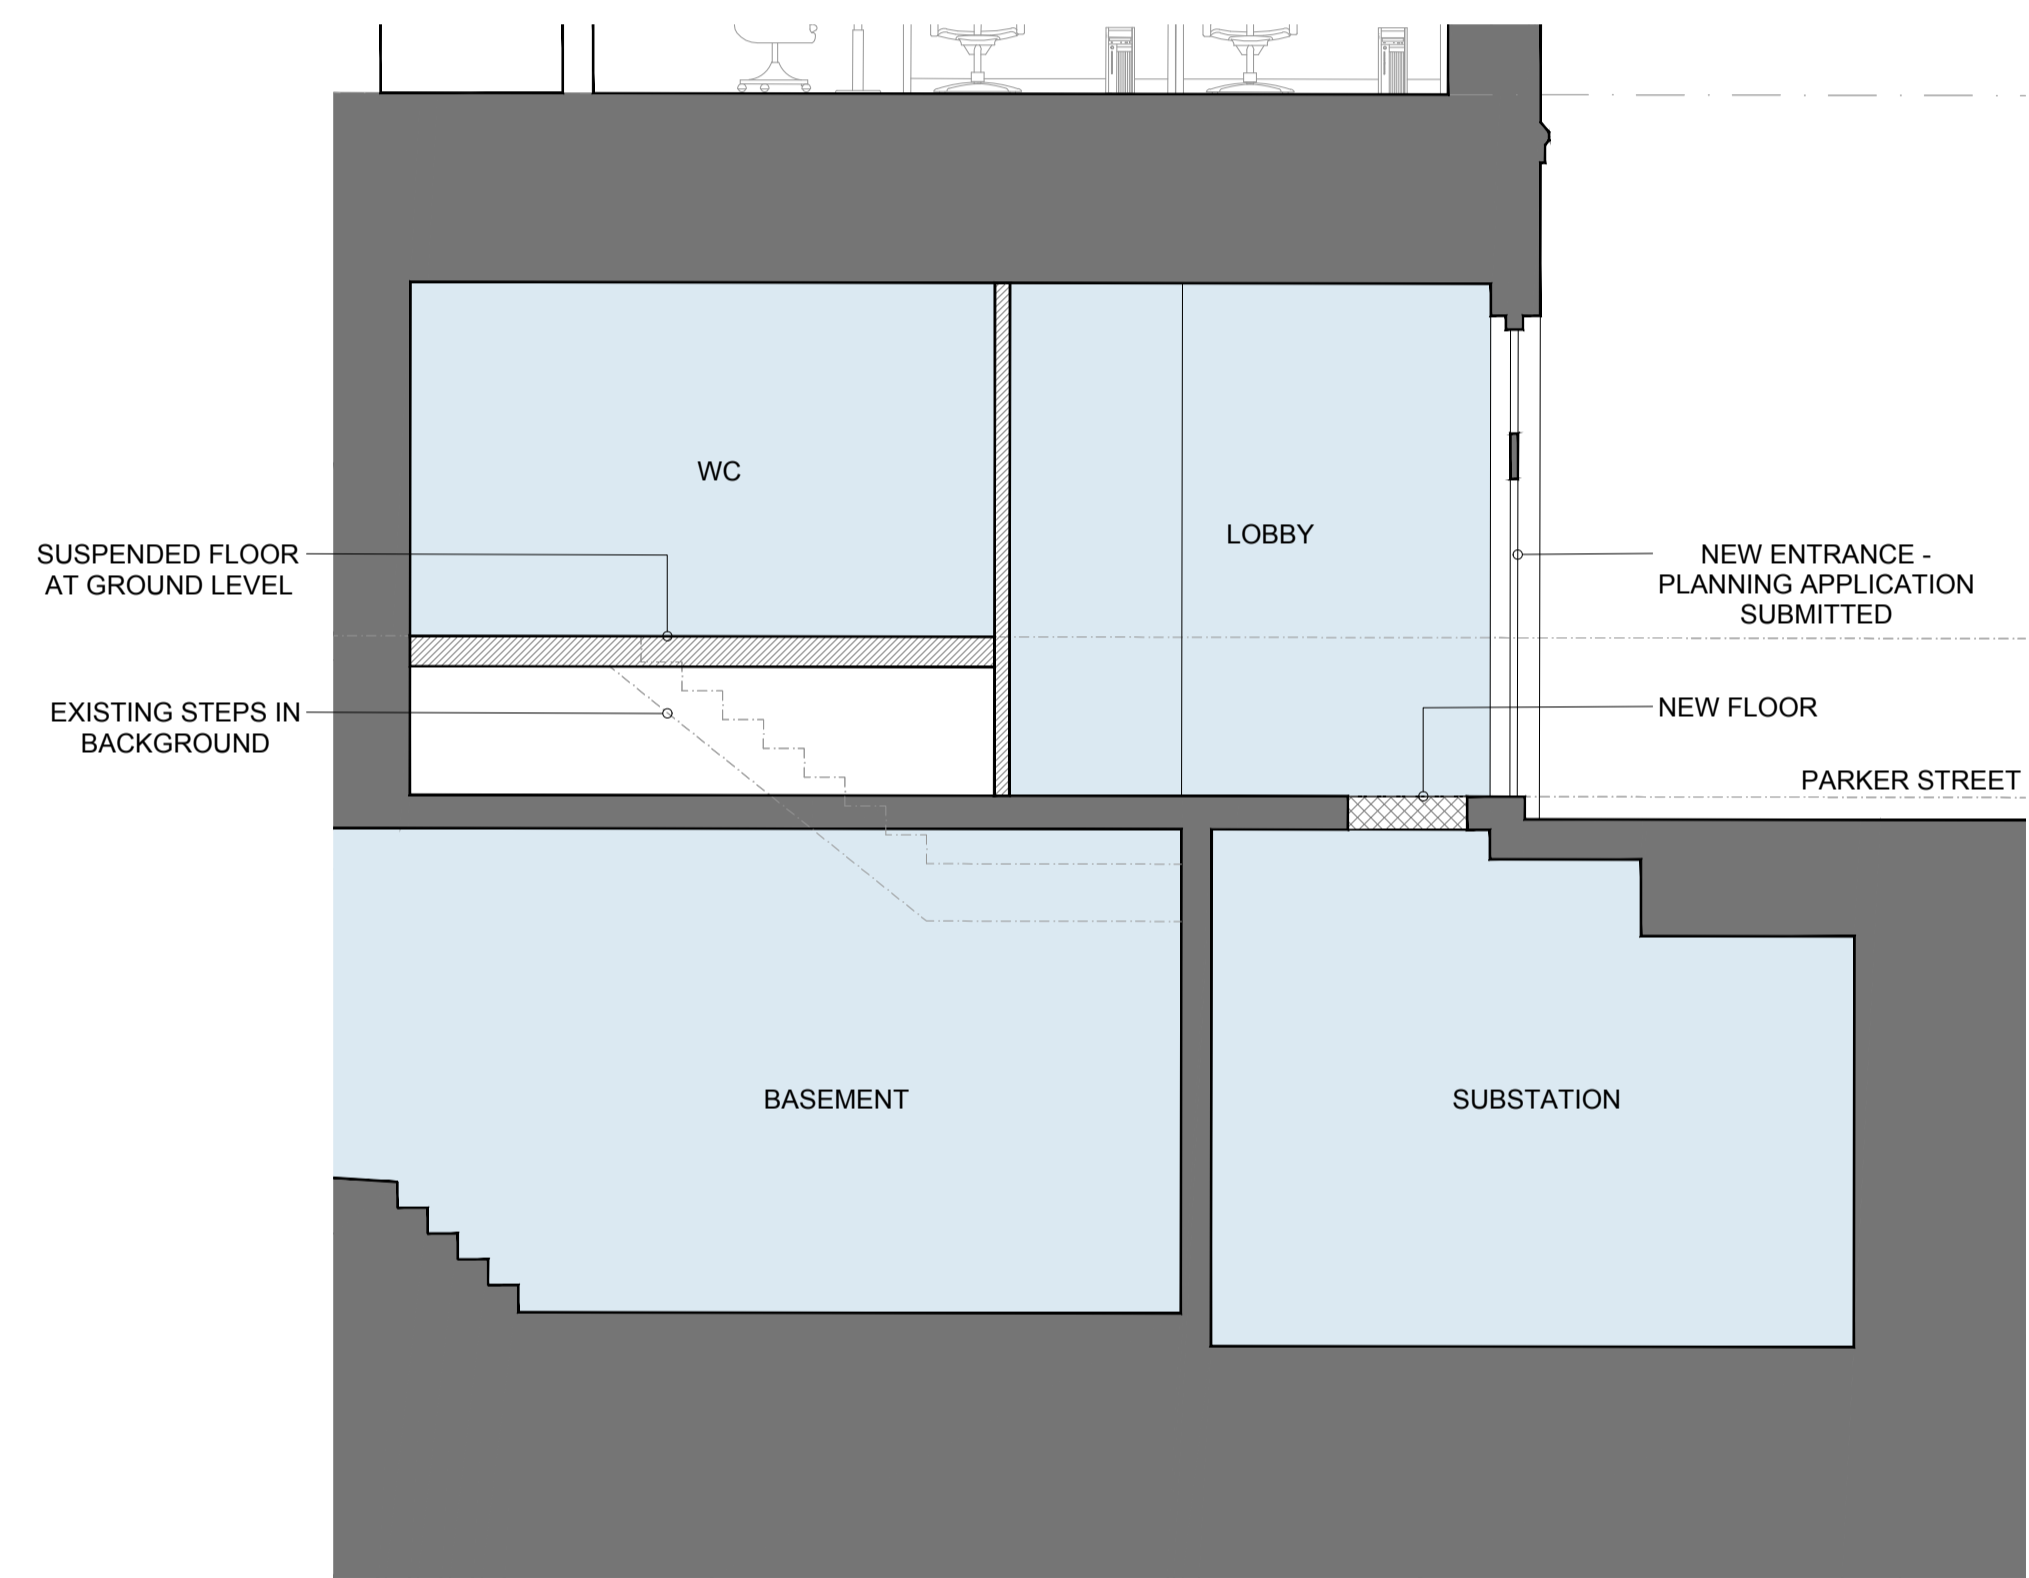 WC
LOBBY
SUSPENDED FLOOR
AT GROUND LEVEL
NEW ENTRANCE -
PLANNING APPLICATION
SUBMITTED
EXISTING STEPS IN
BACKGROUND
NEW FLOOR
PARKER STREET
BASEMENT
SUBSTATION